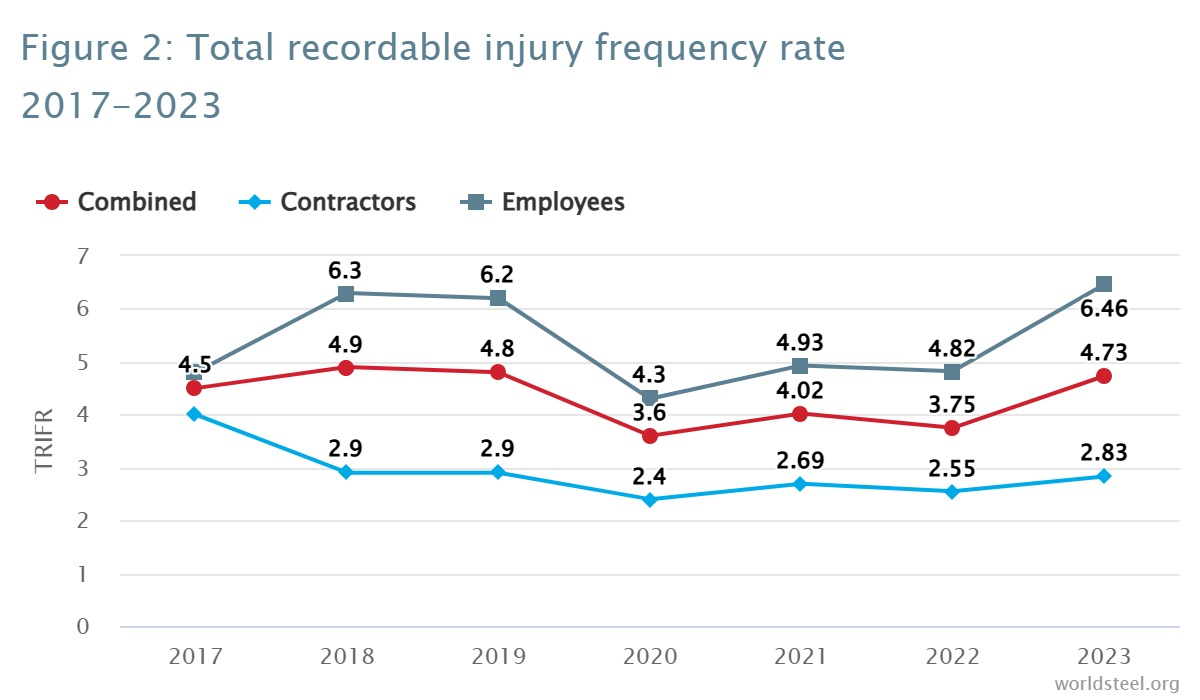 Figure 2: Total recordable injury frequency rate
2017–2023
Combined Contractors Employees
7
6.3 6.2
6 6.46
4.93 4.82
4.5 4.9 4.8 4.3 4.73
5
4.02 3.75
3.6
4
2.9 2.9 2.4 2.69 2.55 2.83
3
2
1
0
TRIFR
2017 2018 2019 2020 2021 2022 2023
worldsteel.org